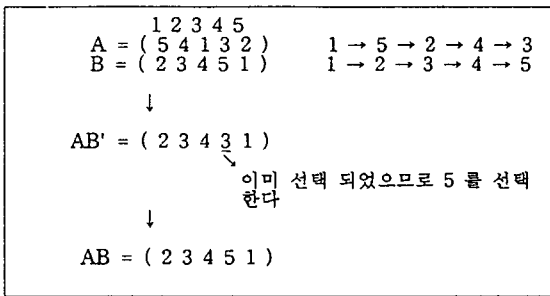 1 2 3 4 5
A = ( 5 4 1 3 2 ) 1 → 5 → 2 → 4 → 3
B = ( 2 3 4 5 1 ) 1 → 2 → 3 → 4 → 5
↓
AB' = ( 2 3 4 3 1 )
이미 선택 되었으므로 5 를 선택
한다
↓
AB = ( 2 3 4 5 1 )